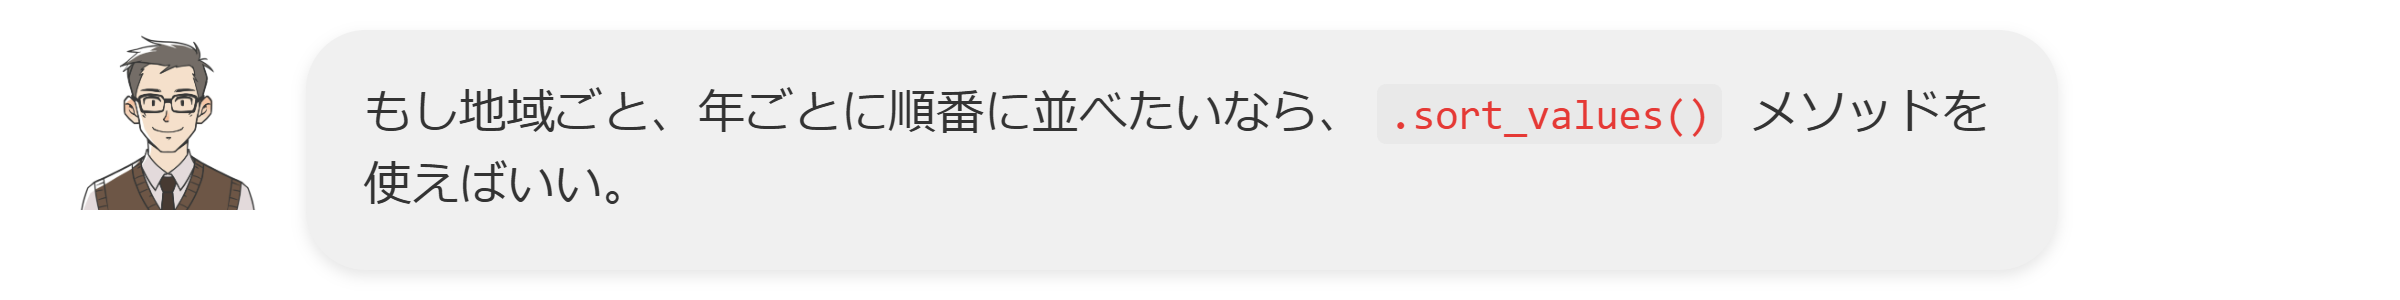 もし地域ごと、年ごとに順番に並べたいなら、 .sort_values() メソッドを
使えばいい。